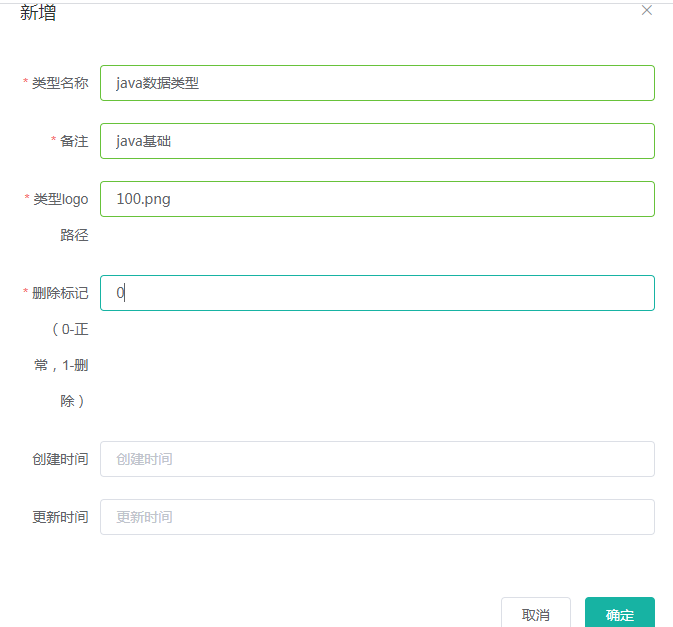 新增
* 类型名称
java数据类型
* 备注
java基础
* 类型logo
路径
100.png
* 删除标记
（0-正
常，1-删
除）
0
创建时间
创建时间
更新时间
更新时间
取消
确定